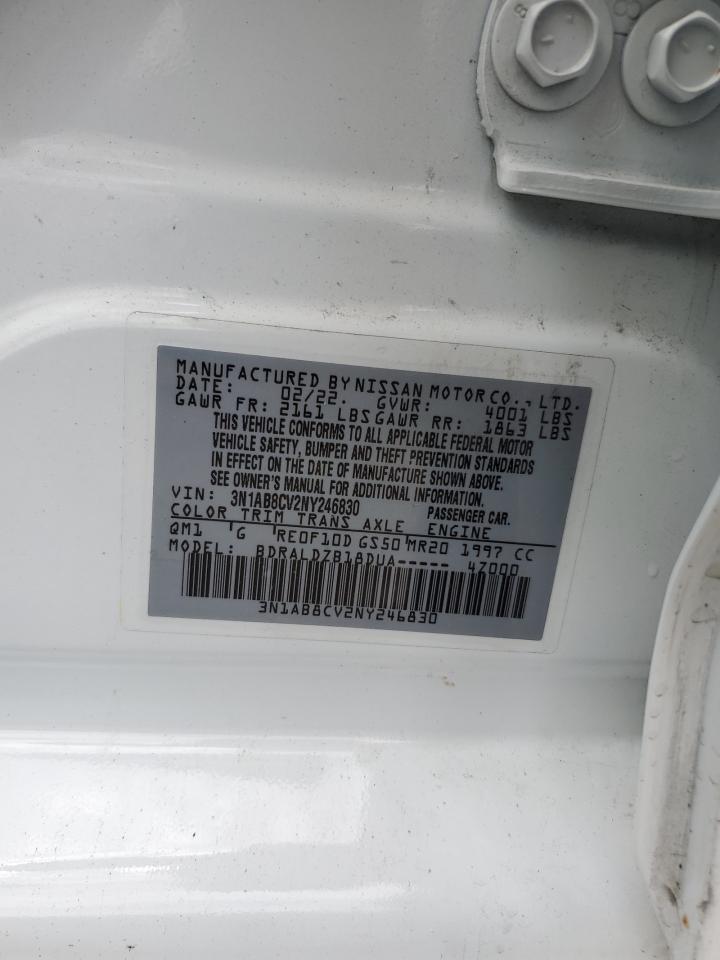 MANUFACTURED BY NISSAN MOTOR CO., LTD.
DATE: 02/22. GVWR: 4001 LBS
GAWR FR: 2161 LBS GAWR RR: 1863 LBS
THIS VEHICLE CONFORMS TO ALL APPLICABLE FEDERAL MOTOR
VEHICLE SAFETY, BUMPER AND THEFT PREVENTION STANDARDS
IN EFFECT ON THE DATE OF MANUFACTURE SHOWN ABOVE.
SEE OWNER'S MANUAL FOR ADDITIONAL INFORMATION.
VIN: 3N1AB8CV2NY246830 PASSENGER CAR.
COLOR TRIM TRANS AXLE ENGINE
QM1 G RE0F10D GS50 MR20 1997 CC
MODEL: BDRALDZB18DUA----- 4Z000
3N1AB8CV2NY246830